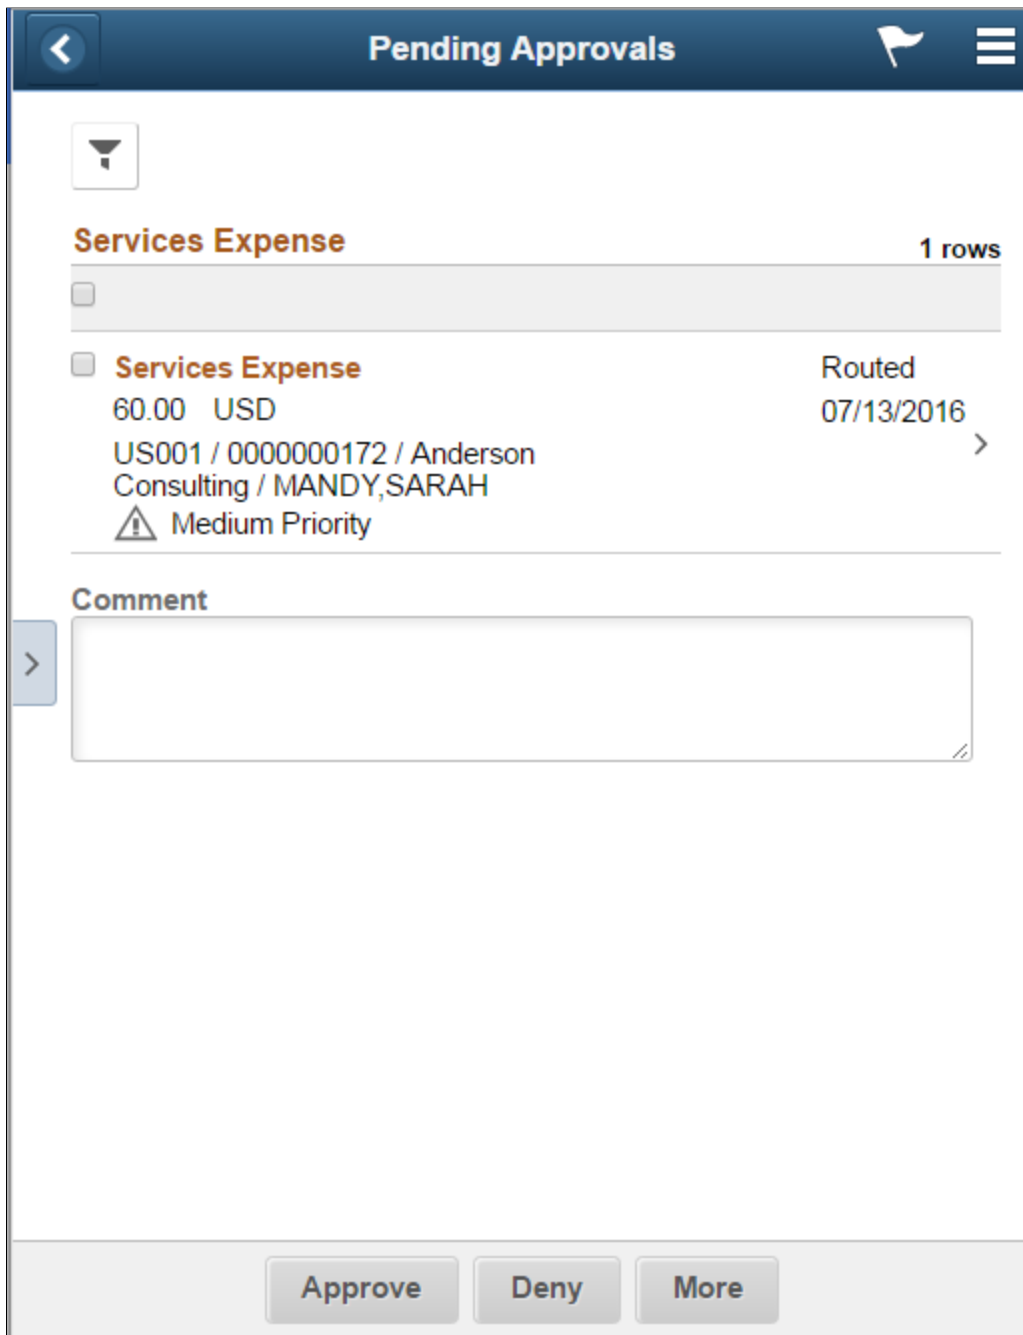 Pending Approvals
Services Expense
1 rows
Services Expense
Routed
60.00 USD
07/13/2016
US001 / 0000000172 / Anderson
Consulting / MANDY,SARAH
Medium Priority
Comment
Approve
Deny
More